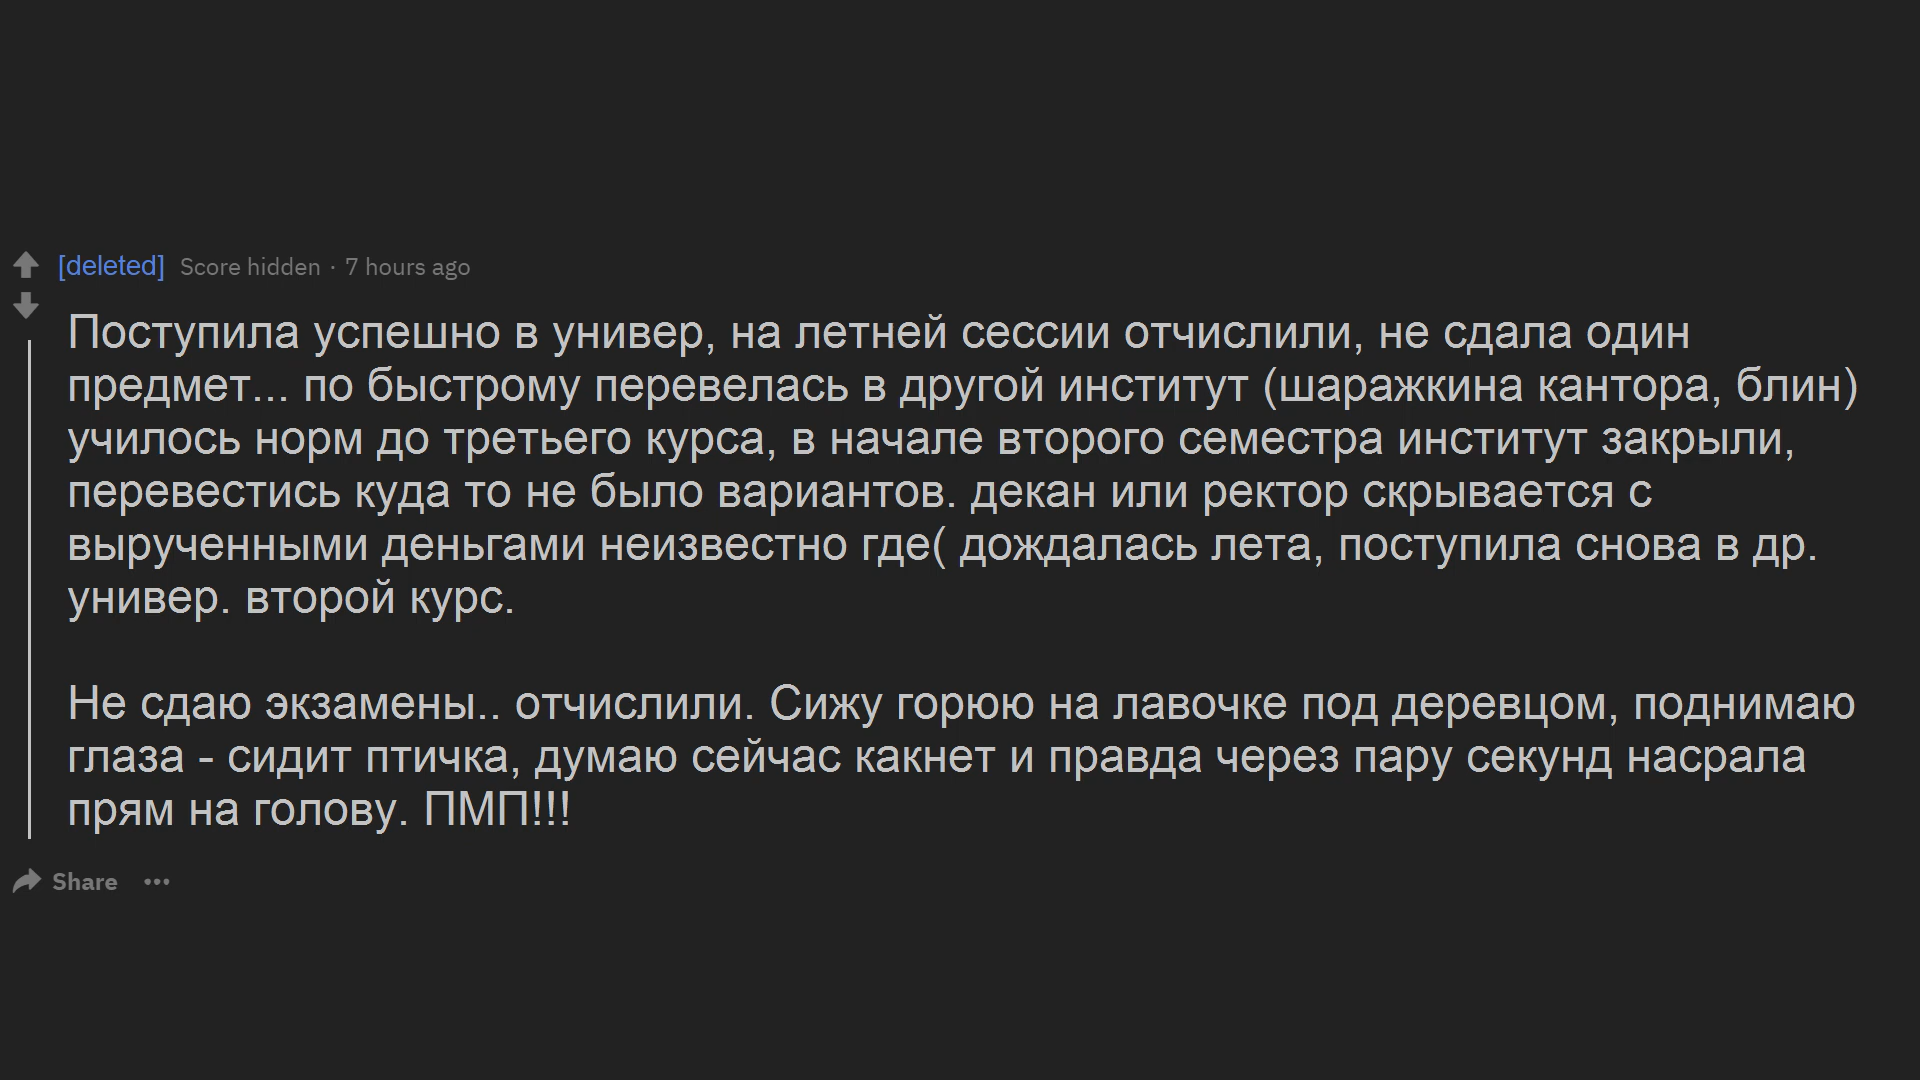 [deleted] Score hidden · 7 hours ago
Поступила успешно в универ, на летней сессии отчислили, не сдала один
предмет... по быстрому перевелась в другой институт (шаражкина кантора, блин)
училось норм до третьего курса, в начале второго семестра институт закрыли,
перевестись куда то не было вариантов. декан или ректор скрывается с
вырученными деньгами неизвестно где( дождалась лета, поступила снова в др.
универ. второй курс.
Не сдаю экзамены.. отчислили. Сижу горюю на лавочке под деревцом, поднимаю
глаза - сидит птичка, думаю сейчас какнет и правда через пару секунд насрала
прям на голову. ПМП!!!
Share ···